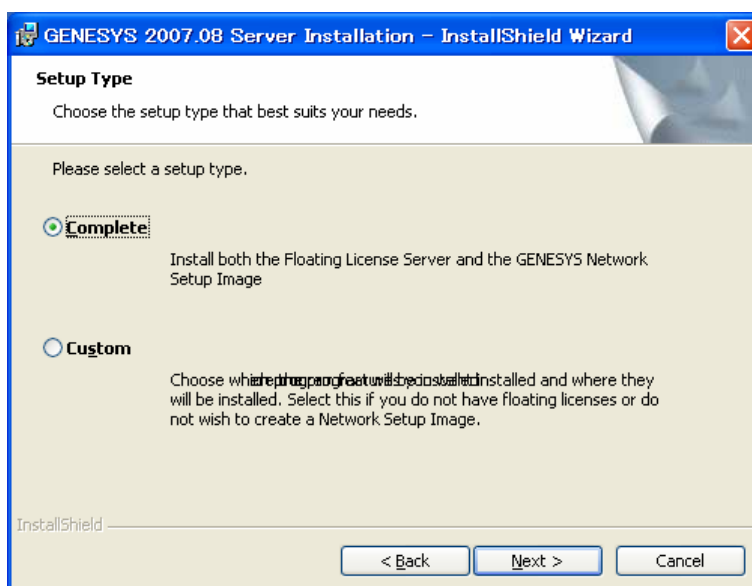 GENESYS 2007.08 Server Installation - InstallShield Wizard
Setup Type
Choose the setup type that best suits your needs.
Please select a setup type.
Complete
Install both the Floating License Server and the GENESYS Network
Setup Image
Custom
Choose installed and where they
will be installed. Select this if you do not have floating licenses or do
not wish to create a Network Setup Image.
InstallShield
< Back
Next >
Cancel